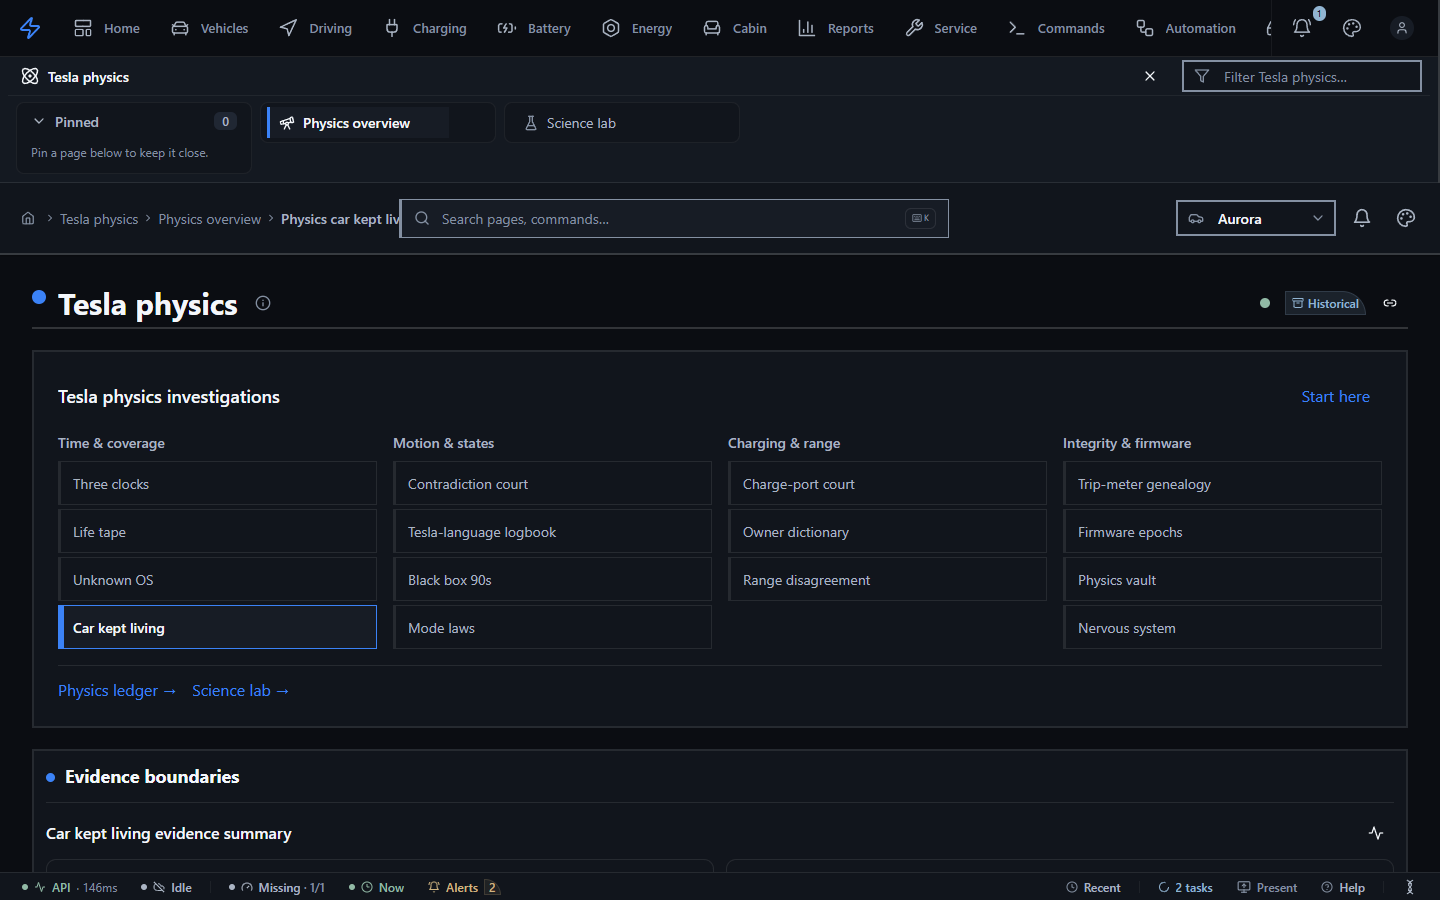 Home Vehicles Driving Charging Battery Energy Cabin Reports Service Commands Automation 1
Tesla physics Filter Tesla physics...
Pinned 0 Physics overview Science lab
Pin a page below to keep it close.
Tesla physics Physics overview Physics car kept liv Search pages, commands... K Aurora
Tesla physics Historical
Tesla physics investigations Start here
Time & coverage Motion & states Charging & range Integrity & firmware
Three clocks Contradiction court Charge-port court Trip-meter genealogy
Life tape Tesla-language logbook Owner dictionary Firmware epochs
Unknown OS Black box 90s Range disagreement Physics vault
Car kept living Mode laws Nervous system
Physics ledger → Science lab →
Evidence boundaries
Car kept living evidence summary
API · 146ms Idle Missing · 1/1 Now Alerts 2 Recent 2 tasks Present Help